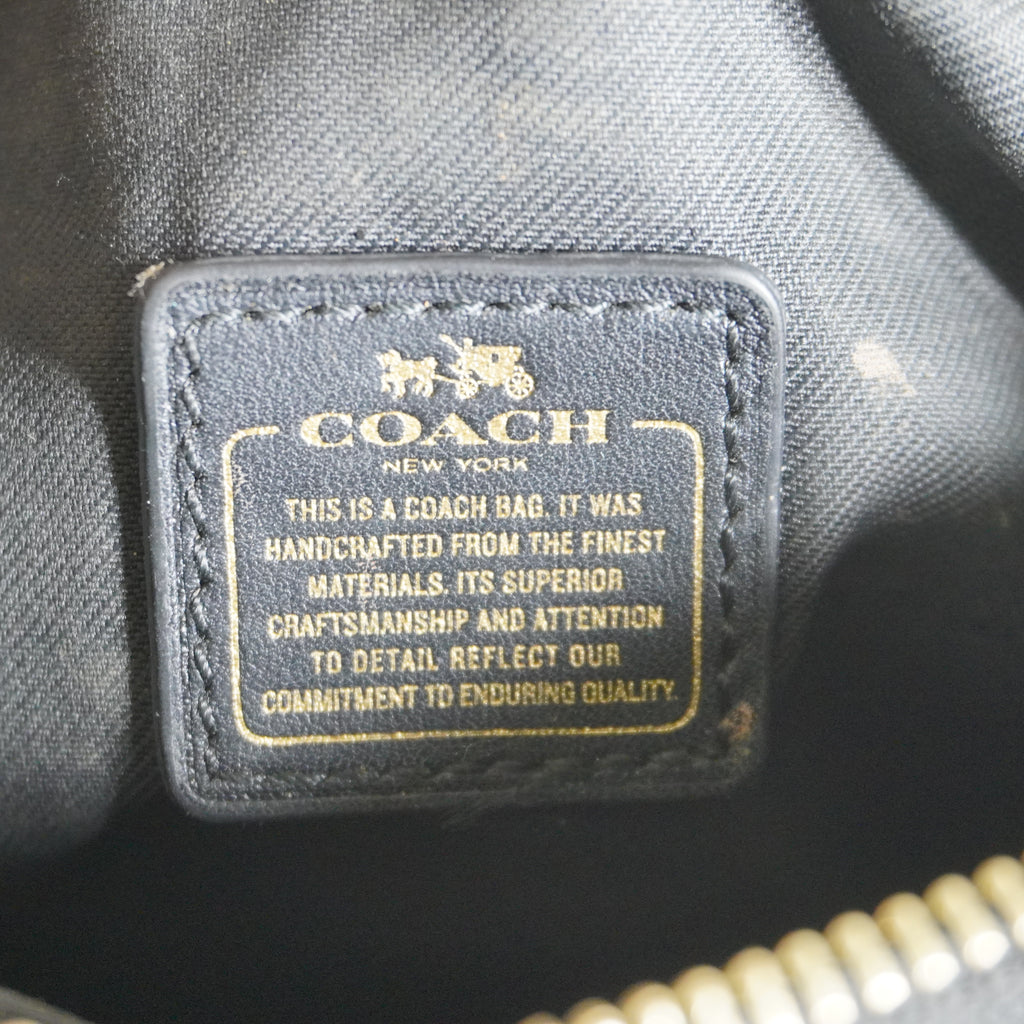 COACH
NEW YORK
THIS IS A COACH BAG. IT WAS
HANDCRAFTED FROM THE FINEST
MATERIALS. ITS SUPERIOR
CRAFTSMANSHIP AND ATTENTION
TO DETAIL REFLECT OUR
COMMITMENT TO ENDURING QUALITY.